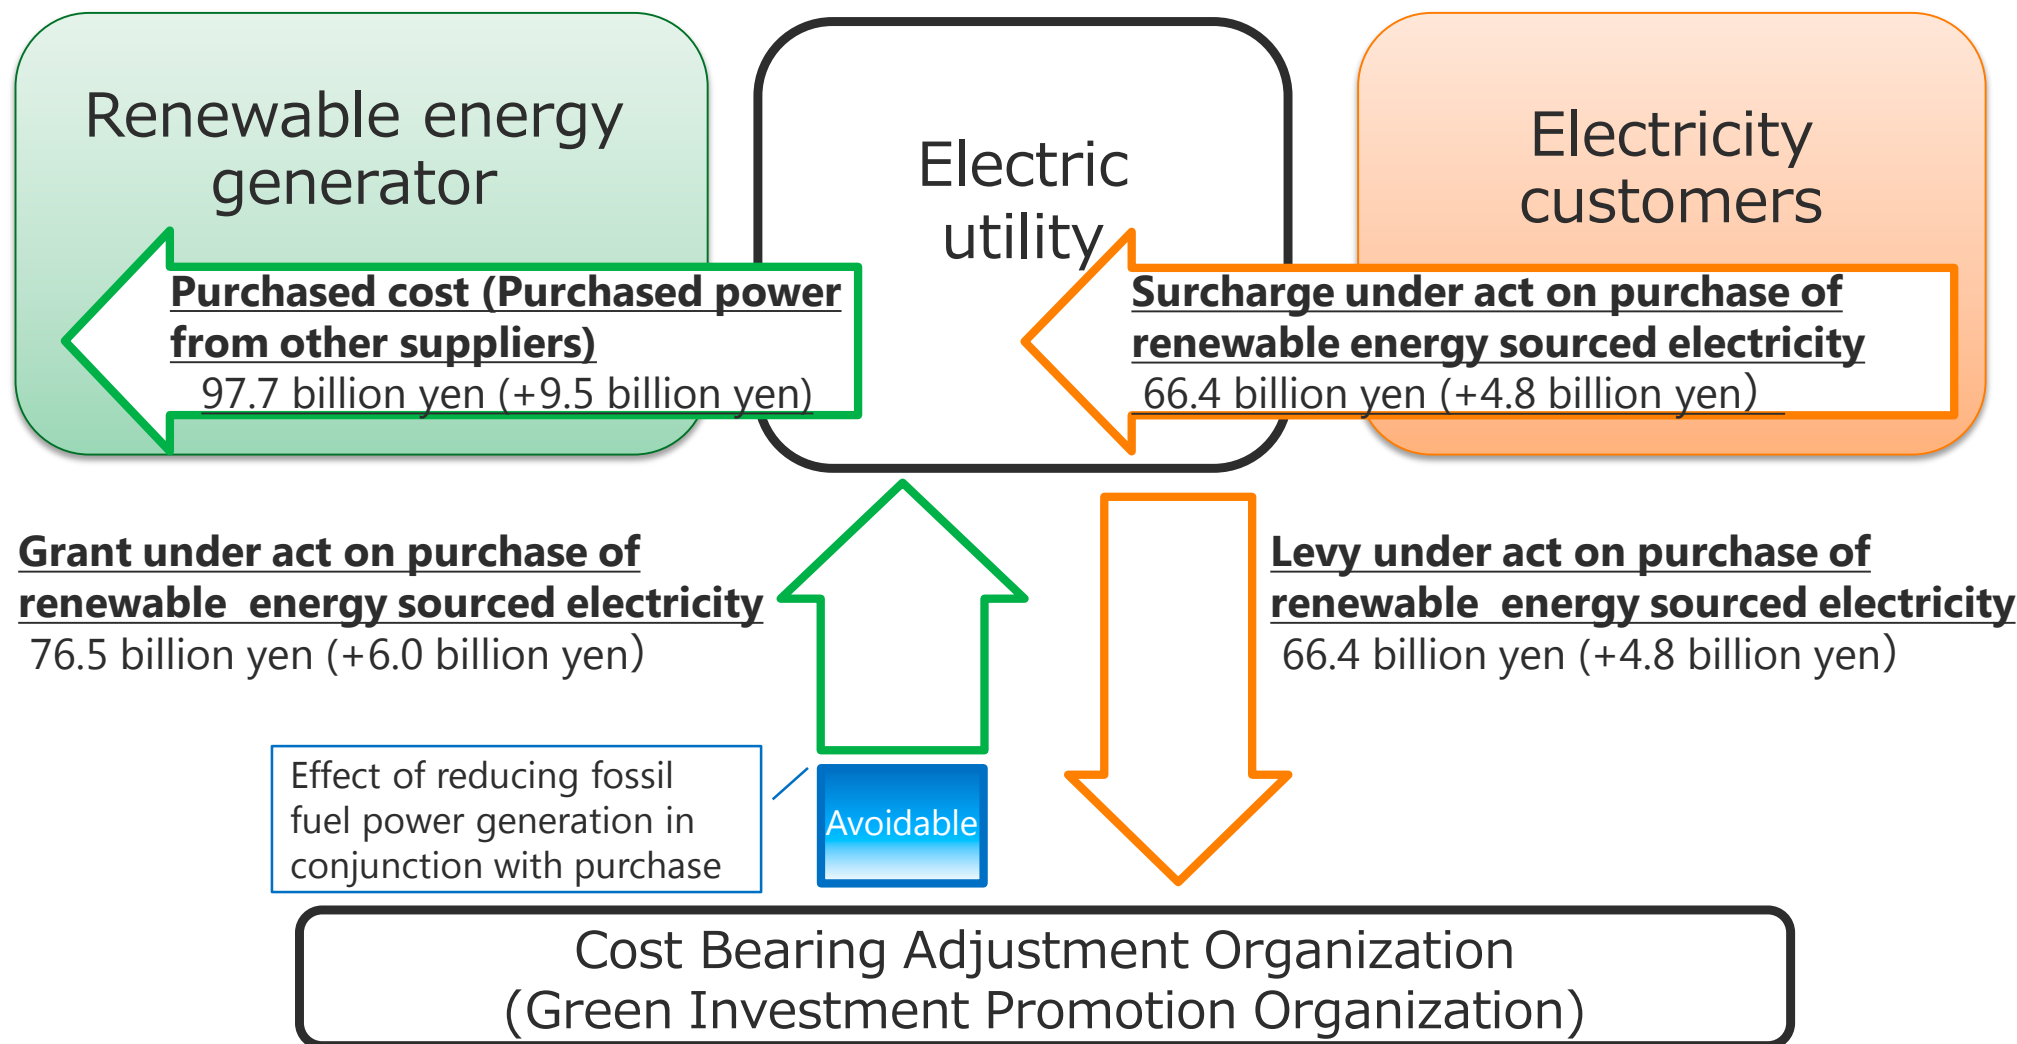 Renewable energy
generator
Electric
utility
Electricity
customers
Purchased cost (Purchased power
from other suppliers)
97.7 billion yen (+9.5 billion yen)
Surcharge under act on purchase of
renewable energy sourced electricity
66.4 billion yen (+4.8 billion yen）
Grant under act on purchase of
renewable  energy sourced electricity
76.5 billion yen (+6.0 billion yen）
Levy under act on purchase of
renewable  energy sourced electricity
66.4 billion yen (+4.8 billion yen）
Effect of reducing fossil
fuel power generation in
conjunction with purchase
Avoidable
Cost Bearing Adjustment Organization
(Green Investment Promotion Organization)